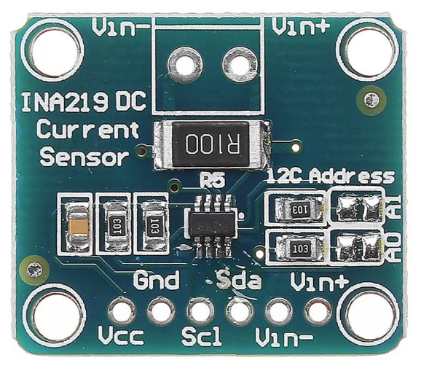 Vin- Vin+
INA219 DC
Current
Sensor
R100
R5
I2C Address
103
A1
103
103
103
A0
Gnd Sda Vin+
Vcc Scl Vin-